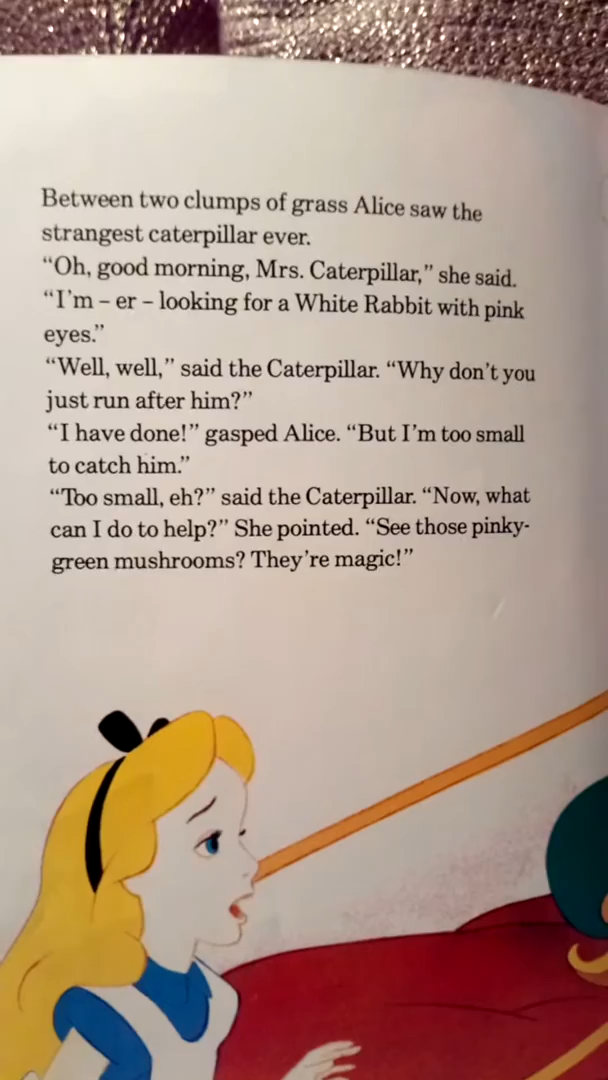 Between two clumps of grass Alice saw the
strangest caterpillar ever.
“Oh, good morning, Mrs. Caterpillar,” she said.
“I’m – er – looking for a White Rabbit with pink
eyes.”
“Well, well,” said the Caterpillar. “Why don’t you
just run after him?”
“I have done!” gasped Alice. “But I’m too small
to catch him.”
“Too small, eh?” said the Caterpillar. “Now, what
can I do to help?” She pointed. “See those pinky-
green mushrooms? They’re magic!”